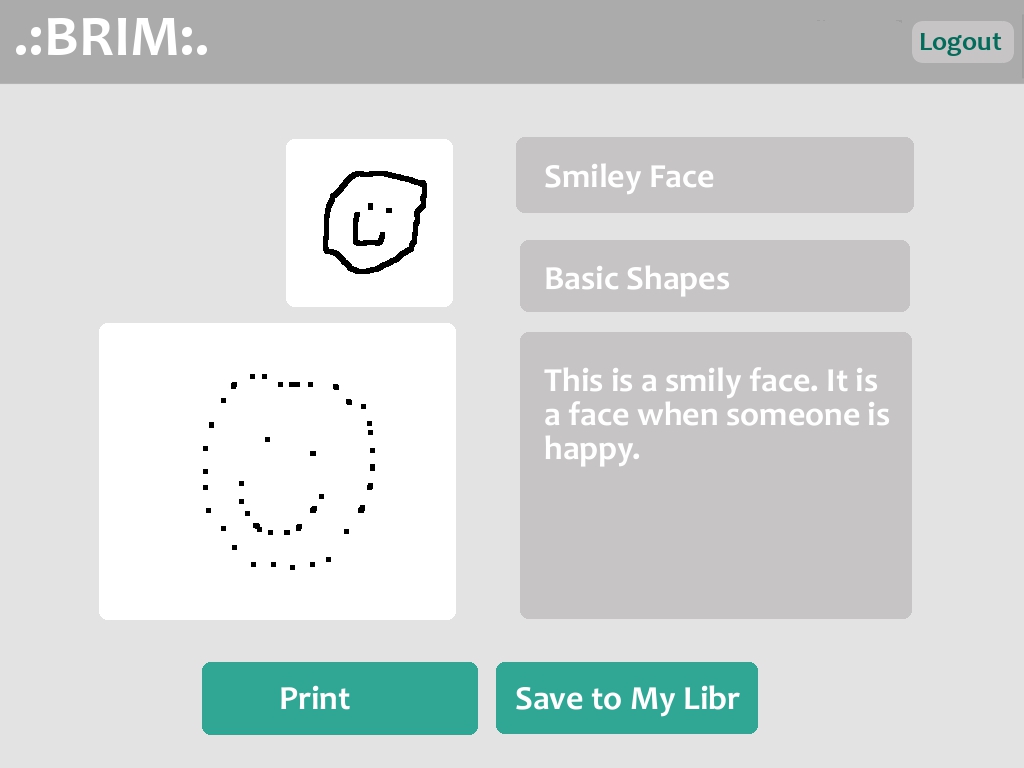 .:BRIM:.
Logout
Smiley Face
Basic Shapes
This is a smily face. It is
a face when someone is
happy.
Print
Save to My Libr